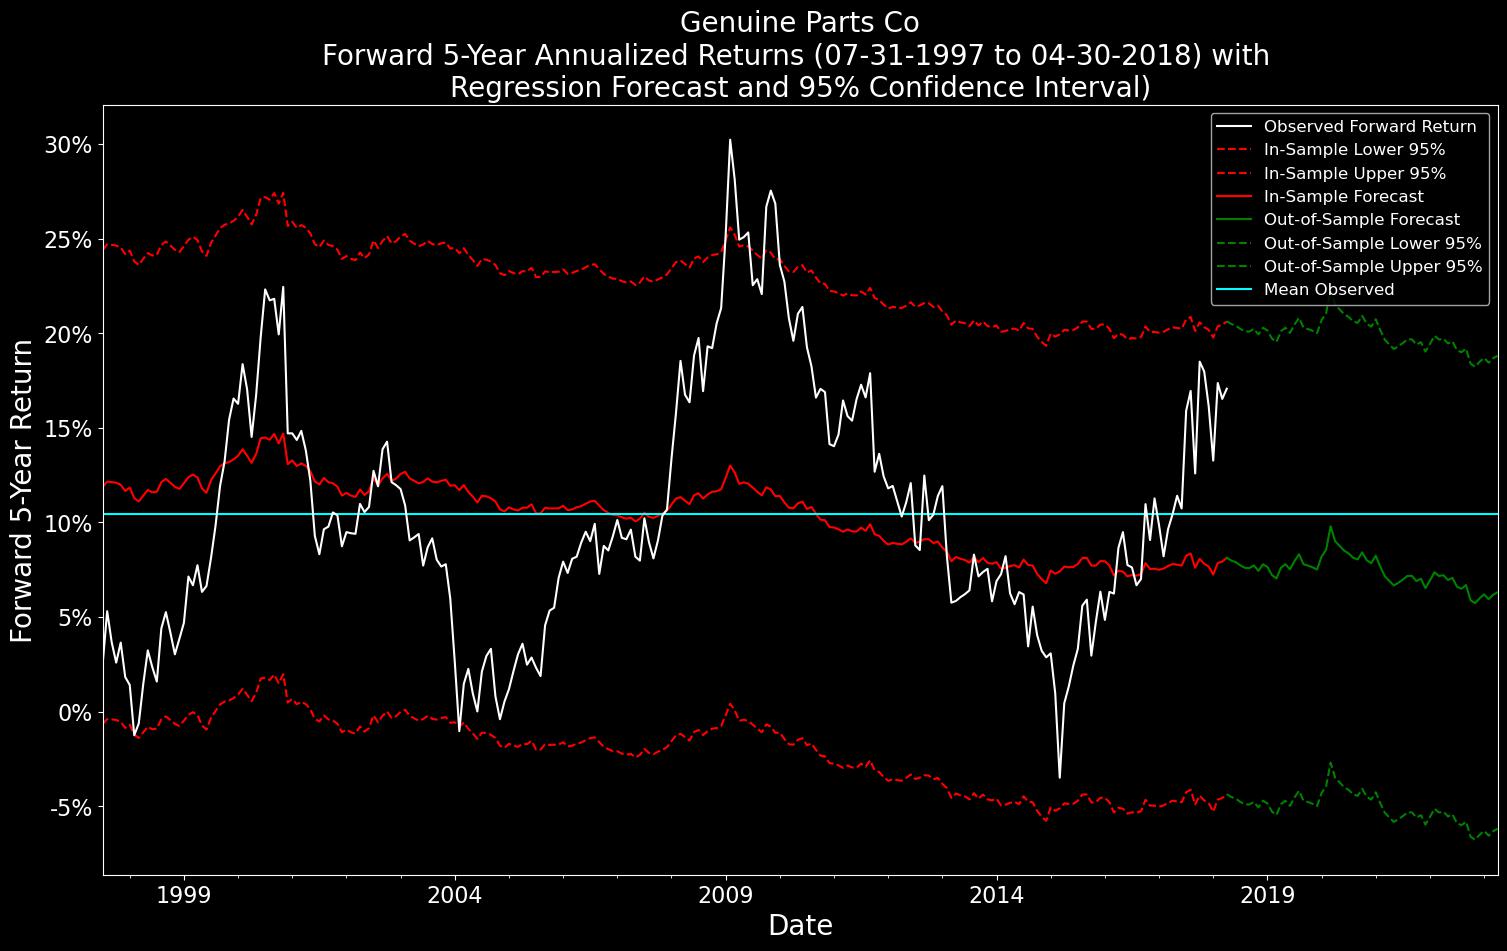 Genuine Parts Co
Forward 5-Year Annualized Returns (07-31-1997 to 04-30-2018) with
Regression Forecast and 95% Confidence Interval)
Observed Forward Return
In-Sample Lower 95%
In-Sample Upper 95%
In-Sample Forecast
Out-of-Sample Forecast
Out-of-Sample Lower 95%
Out-of-Sample Upper 95%
Mean Observed
Forward 5-Year Return
30%
25%
20%
15%
10%
5%
0%
-5%
1999
2004
2009
2014
2019
Date